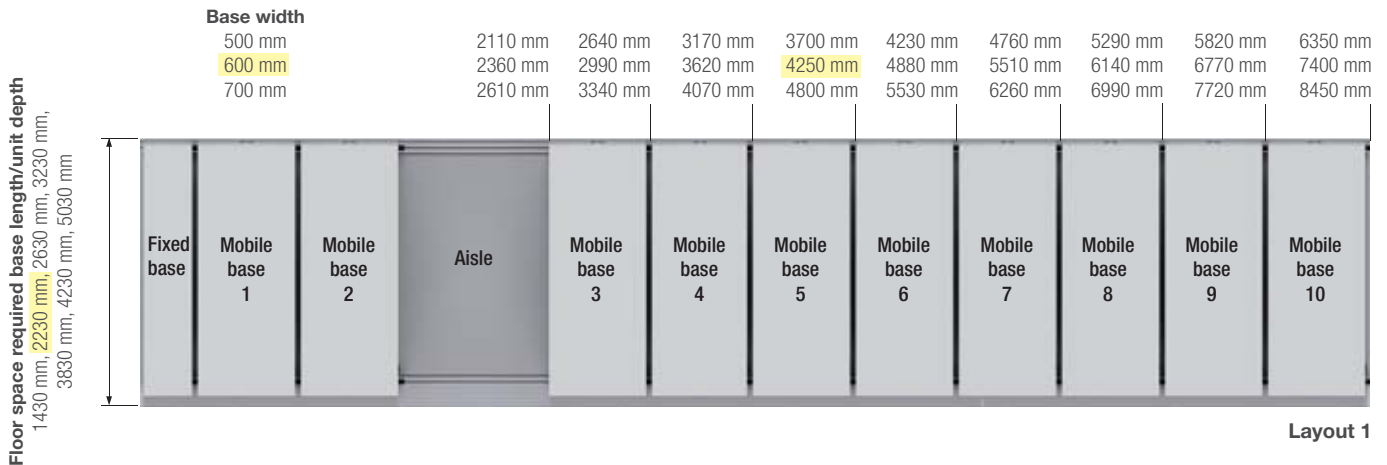 Base width
500 mm 2110 mm 2640 mm 3170 mm 3700 mm 4230 mm 4760 mm 5290 mm 5820 mm 6350 mm
600 mm 2360 mm 2990 mm 3620 mm 4250 mm 4880 mm 5510 mm 6140 mm 6770 mm 7400 mm
700 mm 2610 mm 3340 mm 4070 mm 4800 mm 5530 mm 6260 mm 6990 mm 7720 mm 8450 mm
Floor space required base length/unit depth
1430 mm, 2230 mm, 2630 mm, 3230 mm,
3830 mm, 4230 mm, 5030 mm
Fixed
base
Mobile
base
1
Mobile
base
2
Aisle
Mobile
base
3
Mobile
base
4
Mobile
base
5
Mobile
base
6
Mobile
base
7
Mobile
base
8
Mobile
base
9
Mobile
base
10
Layout 1